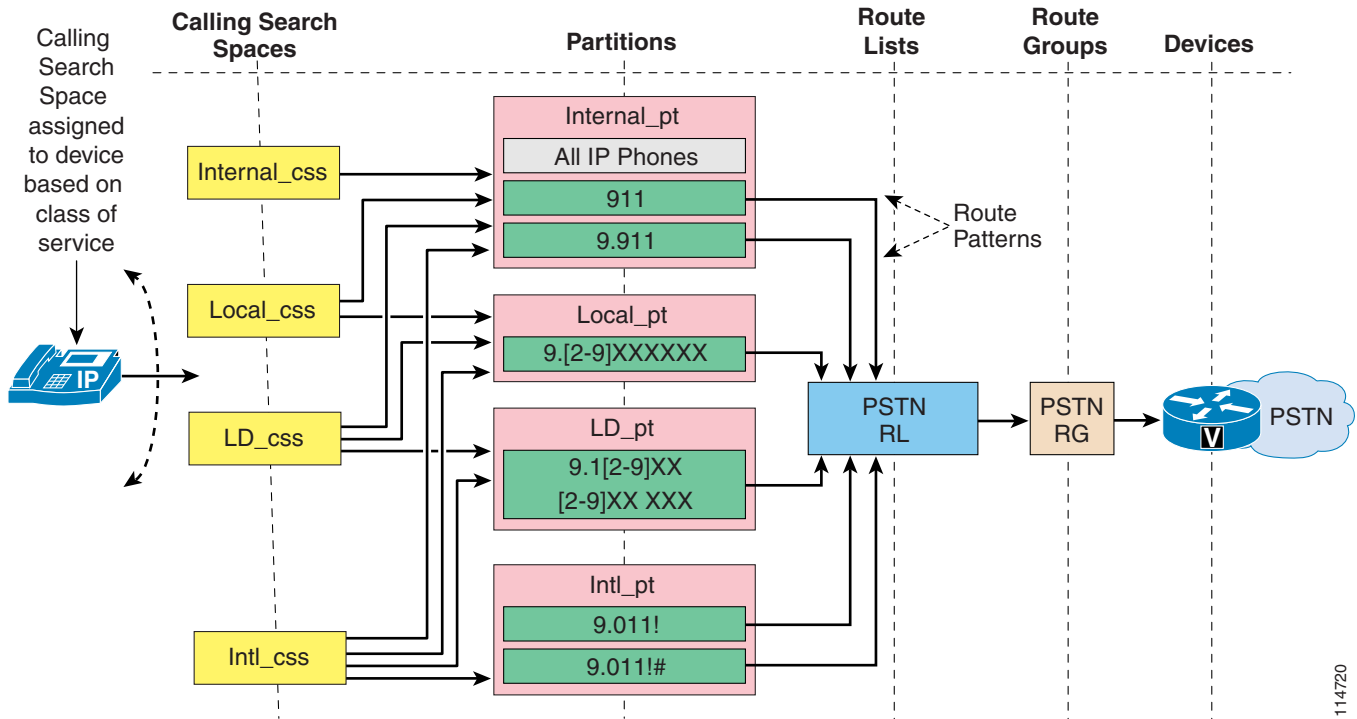 Calling
Search
Space
assigned
to device
based on
class of
service
Calling Search
Spaces
Partitions
Route
Lists
Route
Groups
Devices
Internal_css
Local_css
LD_css
Intl_css
IP
Internal_pt
All IP Phones
911
9.911
Local_pt
9.[2-9]XXXXXX
LD_pt
9.1[2-9]XX
[2-9]XX XXX
Intl_pt
9.011!
9.011!#
Route
Patterns
PSTN
RL
PSTN
RG
V
PSTN
114720